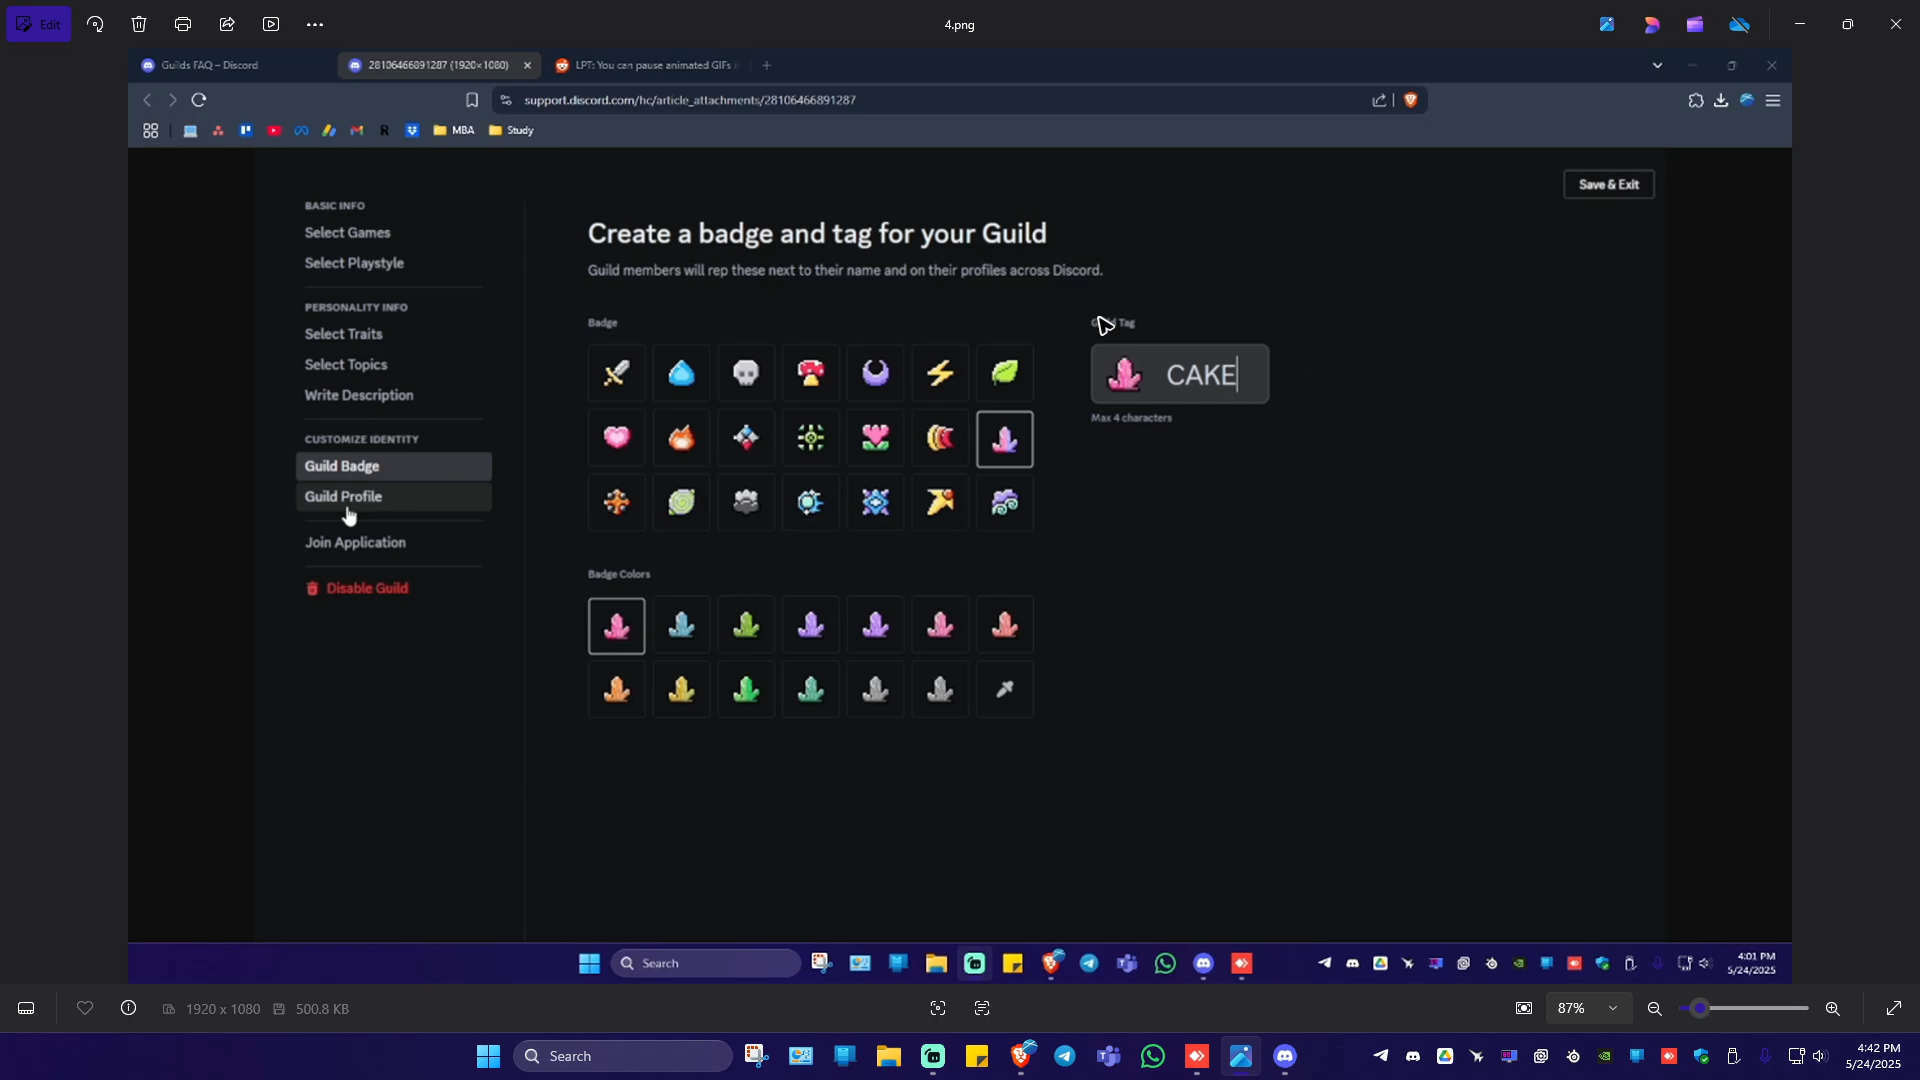 Edit
4.png
Guilds FAQ – Discord
28106466891287 (1920×1080)
LPT: You can pause animated GIFs
support.discord.com/hc/article_attachments/28106466891287
MBA
Study
Save & Exit
BASIC INFO
Select Games
Select Playstyle
PERSONALITY INFO
Select Traits
Select Topics
Write Description
CUSTOMIZE IDENTITY
Guild Badge
Guild Profile
Join Application
Disable Guild
Create a badge and tag for your Guild
Guild members will rep these next to their name and on their profiles across Discord.
Badge
Tag
CAKE
Max 4 characters
Badge Colors
Search
4:01 PM
5/24/2025
1920 x 1080
500.8 KB
87%
Search
4:42 PM
5/24/2025